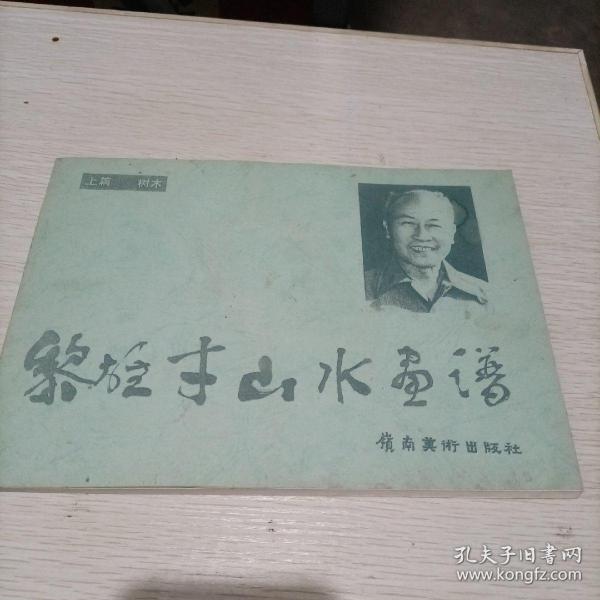 上篇 树木
黎雄才山水画谱
嶺南美術出版社
孔夫子旧书网
www.kongfz.com